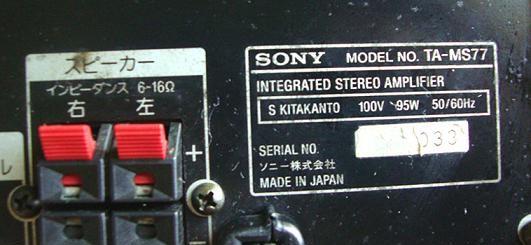 スピーカー
インピーダンス 6-16Ω
右 左
+
SONY MODEL NO. TA-MS77
INTEGRATED STEREO AMPLIFIER
S KITAKANTO 100V 95W 50/60Hz
SERIAL NO. 033
ソニー株式会社
MADE IN JAPAN
ル